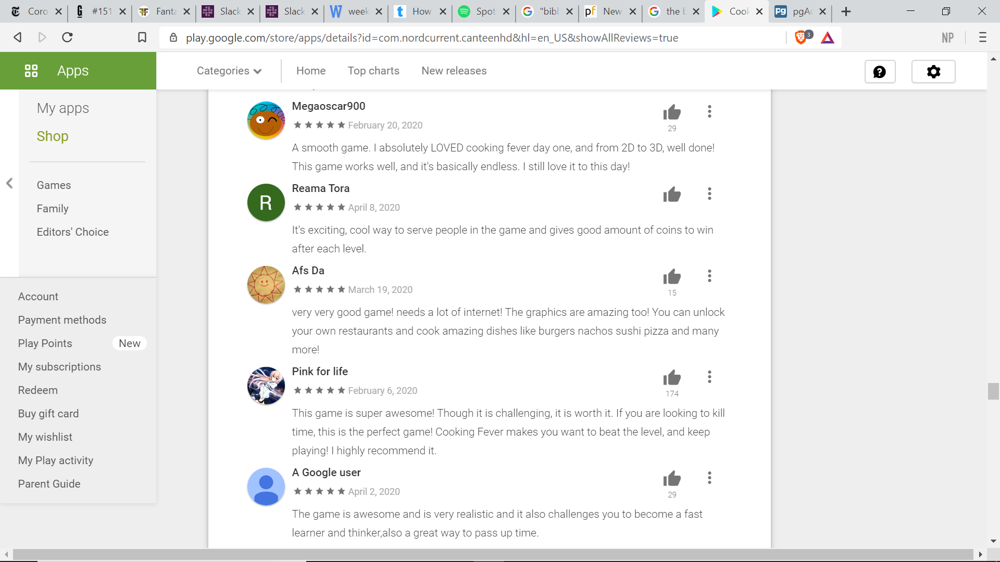 Coro
#151
Fanta
Slack
Slack
week
How
Spot
"bibl
New
the b
Cook
pgAd
play.google.com/store/apps/details?id=com.nordcurrent.canteenhd&hl=en_US&showAllReviews=true
3
NP
Apps
Categories
Home
Top charts
New releases
My apps
Shop
Games
Family
Editors' Choice
Account
Payment methods
Play Points
New
My subscriptions
Redeem
Buy gift card
My wishlist
My Play activity
Parent Guide
Megaoscar900
February 20, 2020
29
A smooth game. I absolutely LOVED cooking fever day one, and from 2D to 3D, well done!
This game works well, and it's basically endless. I still love it to this day!
R
Reama Tora
April 8, 2020
It's exciting, cool way to serve people in the game and gives good amount of coins to win
after each level.
Afs Da
March 19, 2020
15
very very good game! needs a lot of internet! The graphics are amazing too! You can unlock
your own restaurants and cook amazing dishes like burgers nachos sushi pizza and many
more!
Pink for life
February 6, 2020
174
This game is super awesome! Though it is challenging, it is worth it. If you are looking to kill
time, this is the perfect game! Cooking Fever makes you want to beat the level, and keep
playing! I highly recommend it.
A Google user
April 2, 2020
29
The game is awesome and is very realistic and it also challenges you to become a fast
learner and thinker,also a great way to pass up time.